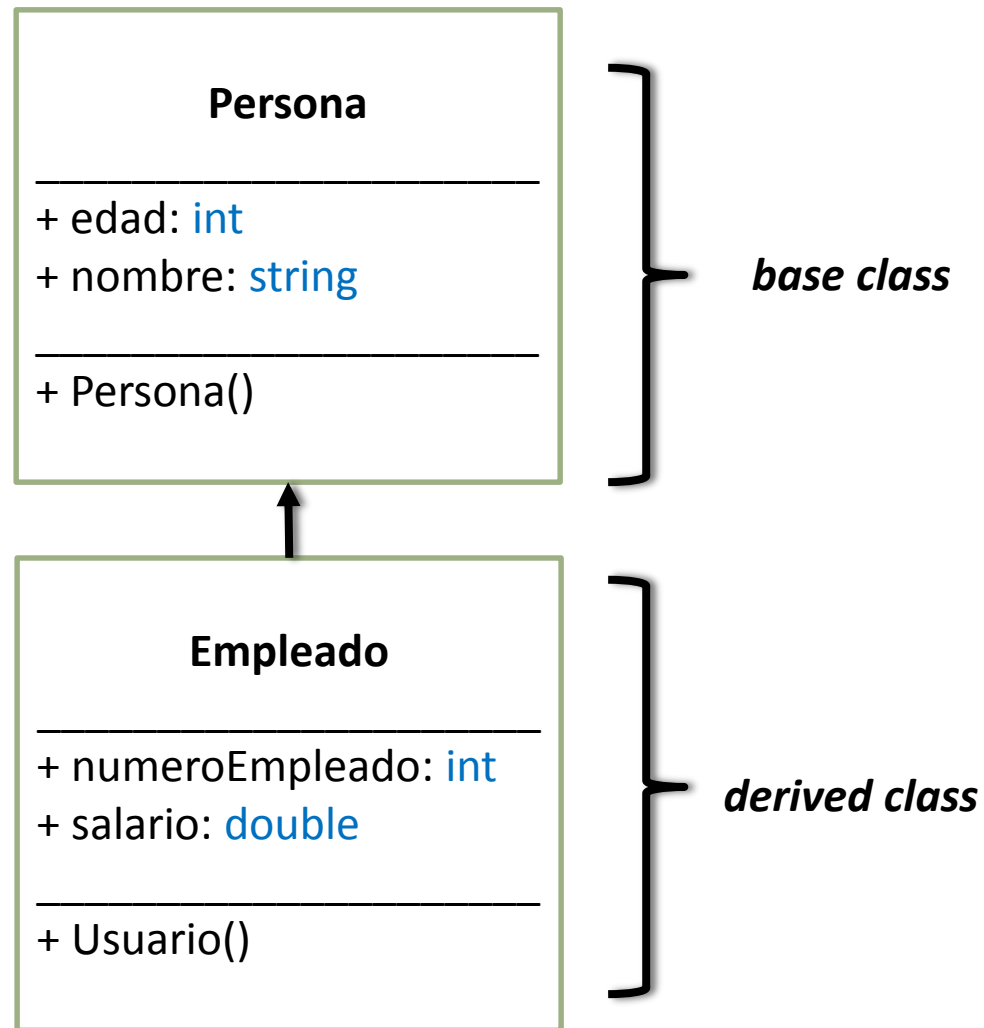 Persona
+ edad: int
+ nombre: string
+ Persona()
base class
Empleado
+ numeroEmpleado: int
+ salario: double
+ Usuario()
derived class